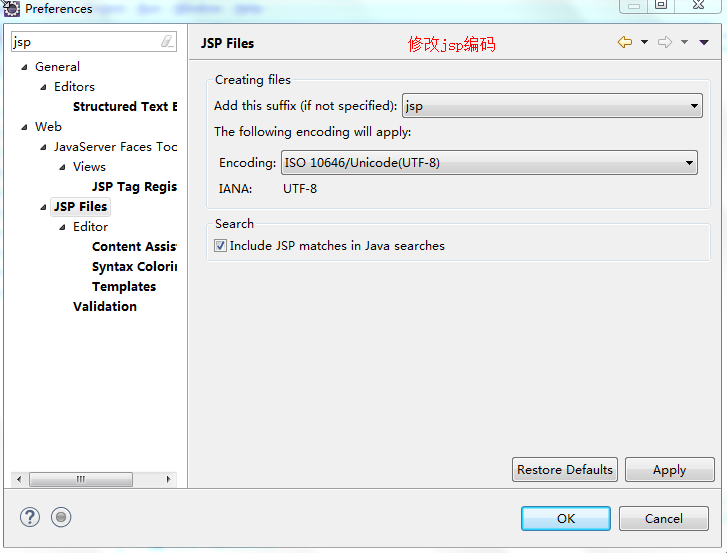 Preferences
jsp
General
Editors
Structured Text E
Web
JavaServer Faces Too
Views
JSP Tag Regis
JSP Files
Editor
Content Assis
Syntax Colorin
Templates
Validation
JSP Files
修改jsp编码
Creating files
Add this suffix (if not specified): jsp
The following encoding will apply:
Encoding: ISO 10646/Unicode(UTF-8)
IANA: UTF-8
Search
Include JSP matches in Java searches
Restore Defaults
Apply
OK
Cancel